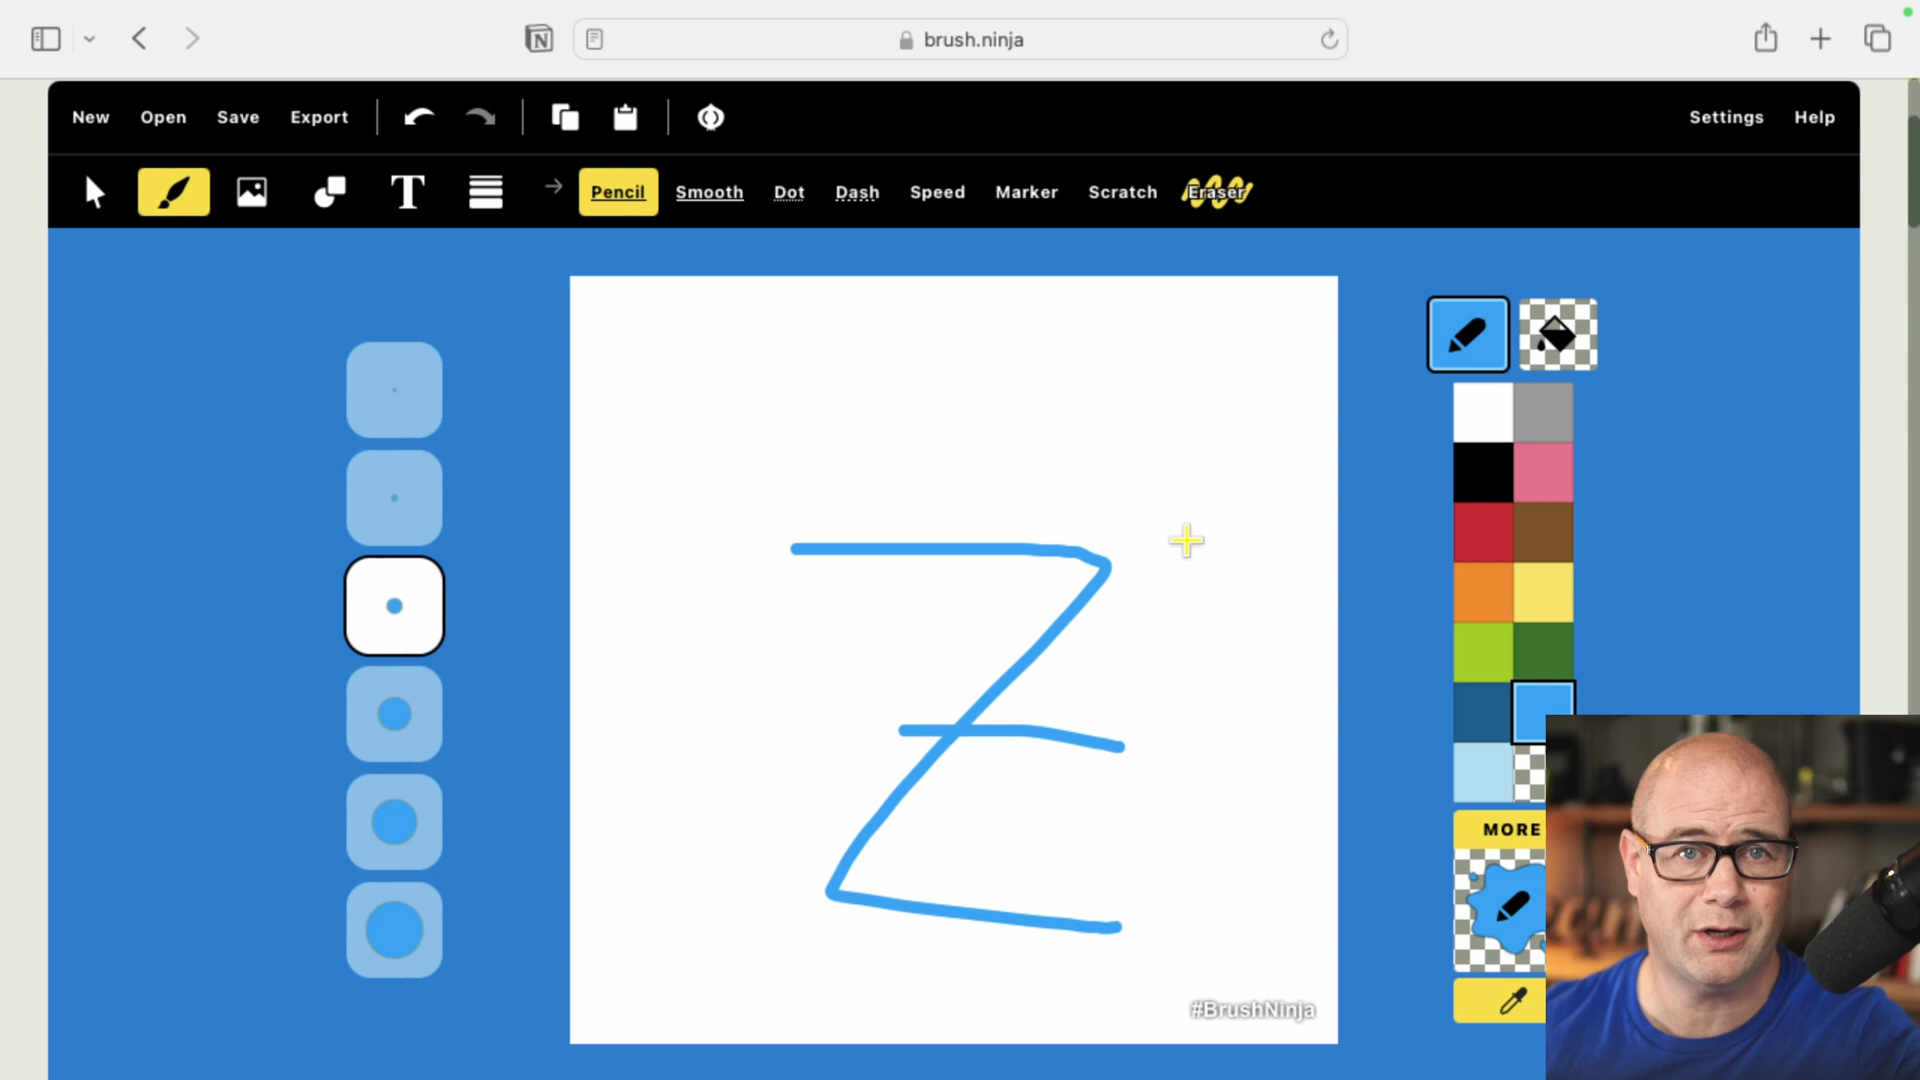 brush.ninja
New Open Save Export Settings Help
T Pencil Smooth Dot Dash Speed Marker Scratch Eraser
Z
MORE
#BrushNinja